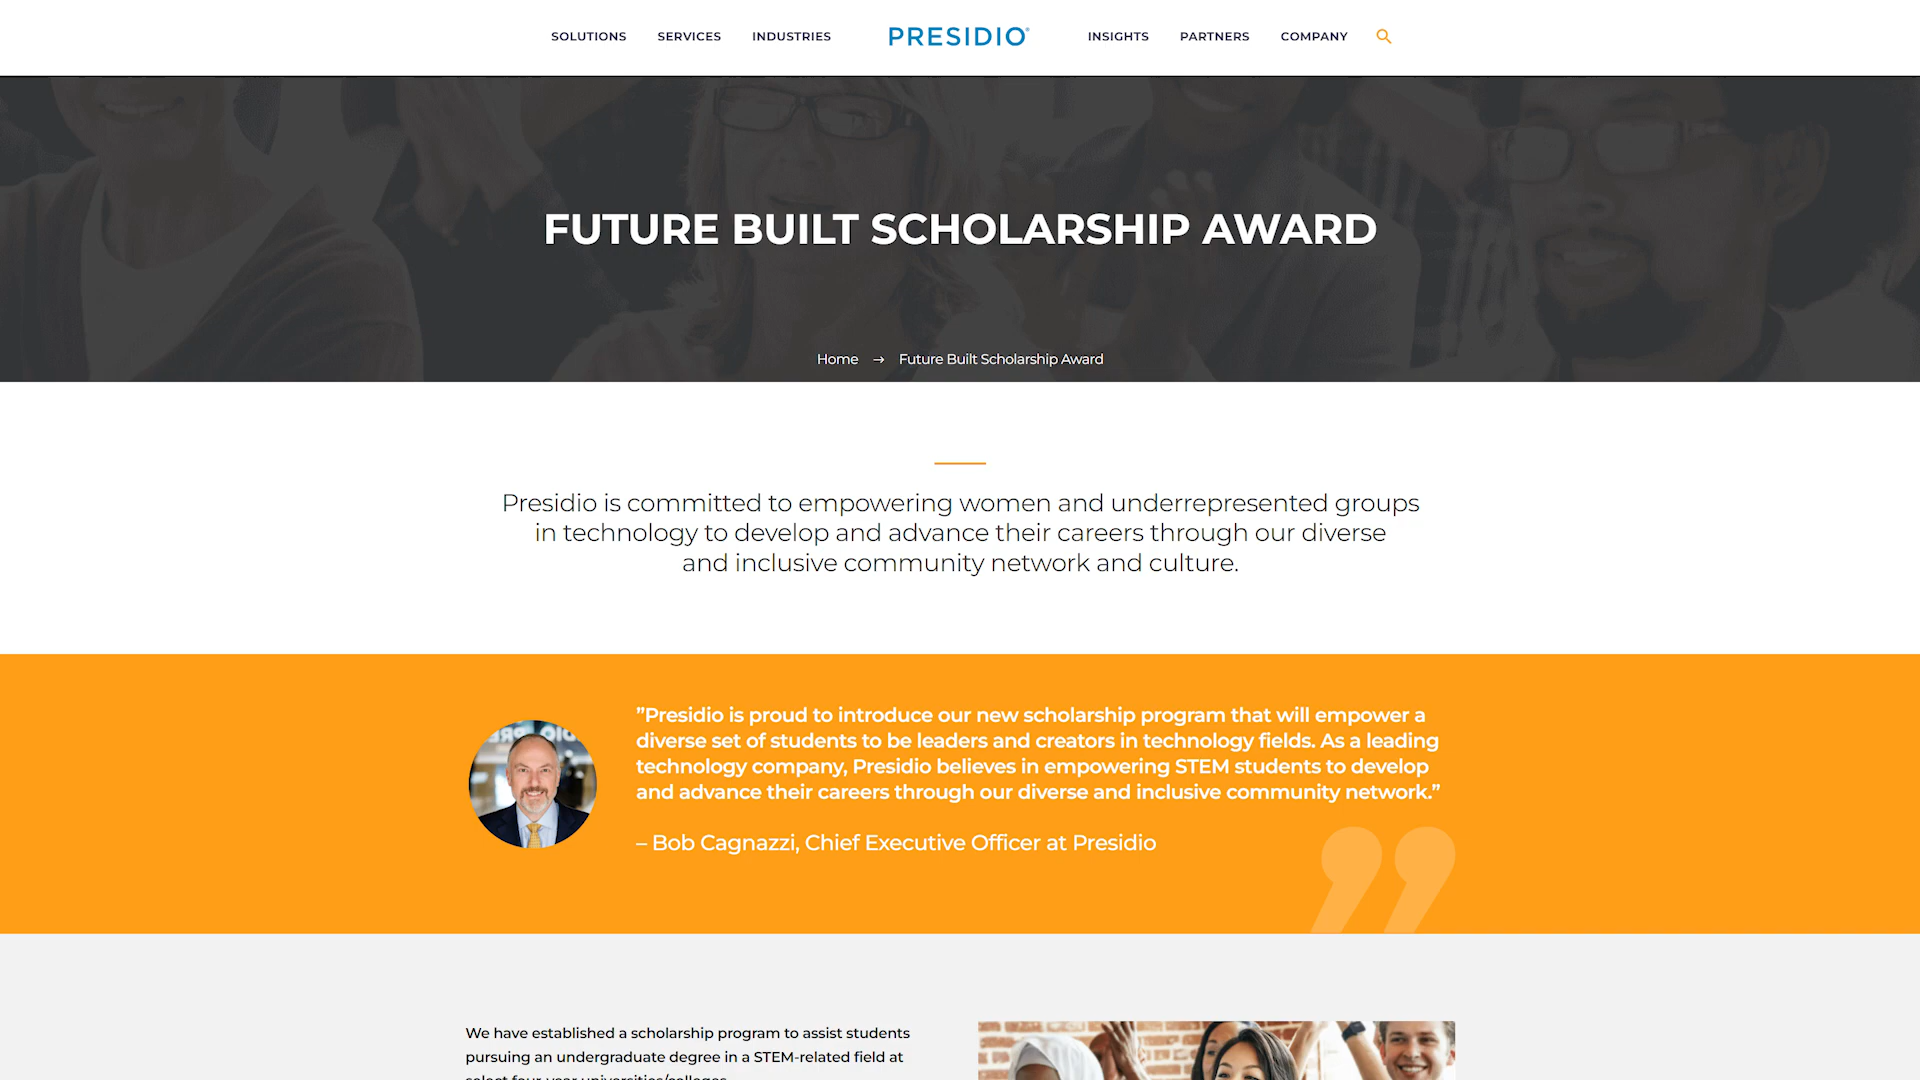 SOLUTIONS SERVICES INDUSTRIES PRESIDIO® INSIGHTS PARTNERS COMPANY
FUTURE BUILT SCHOLARSHIP AWARD
Home → Future Built Scholarship Award
Presidio is committed to empowering women and underrepresented groups
in technology to develop and advance their careers through our diverse
and inclusive community network and culture.
”Presidio is proud to introduce our new scholarship program that will empower a
diverse set of students to be leaders and creators in technology fields. As a leading
technology company, Presidio believes in empowering STEM students to develop
and advance their careers through our diverse and inclusive community network.”
– Bob Cagnazzi, Chief Executive Officer at Presidio
We have established a scholarship program to assist students
pursuing an undergraduate degree in a STEM-related field at
select four-year universities/colleges.